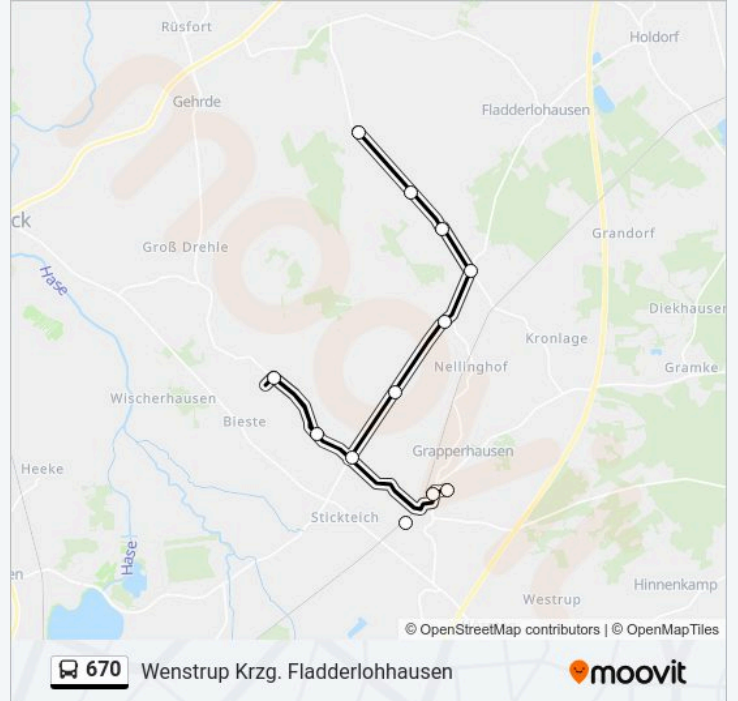 Rüsfort
Holdorf
Gehrde
Fladderlohausen
ck
Grandorf
Groß Drehle
Hase
Diekhausen
Kronlage
Nellinghof
Gramke
Wischerhausen
Bieste
Grapperhausen
Heeke
Stickteich
Hase
en
Hinnenkamp
Westrup
© OpenStreetMap contributors | © OpenMapTiles
670 Wenstrup Krzg. Fladderlohhausen
moovit
moovit